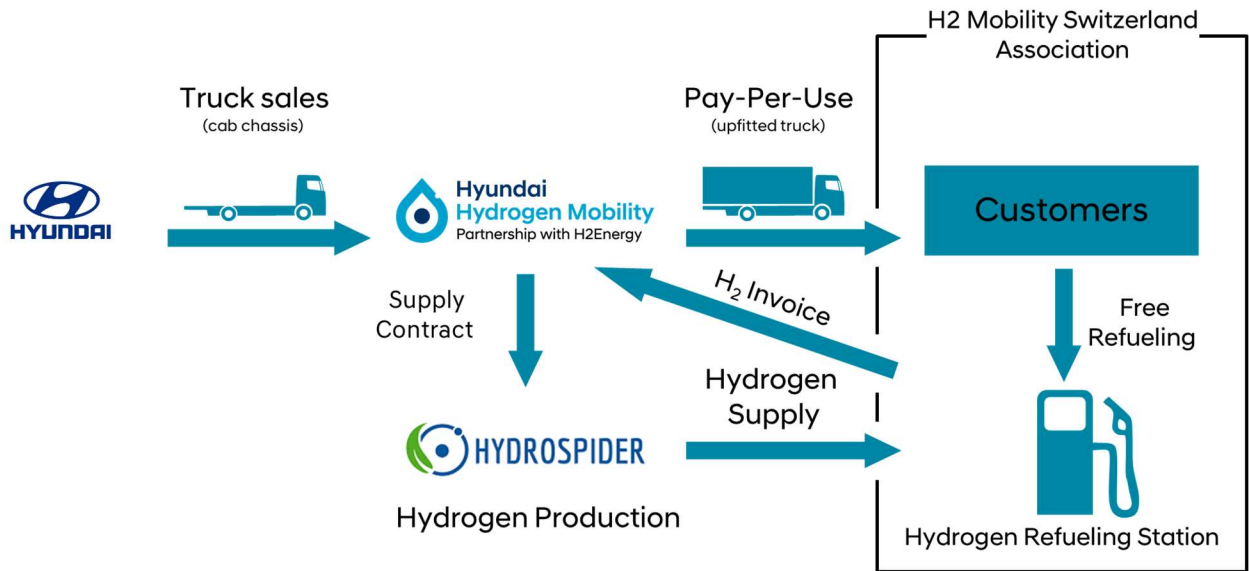 H2 Mobility Switzerland
Association
Truck sales
(cab chassis)
Pay-Per-Use
(upfitted truck)
HYUNDAI
Hyundai
Hydrogen Mobility
Partnership with H2Energy
Customers
Supply
Contract
H₂ Invoice
Free
Refueling
Hydrogen
Supply
HYDROSPIDER
Hydrogen Production
Hydrogen Refueling Station